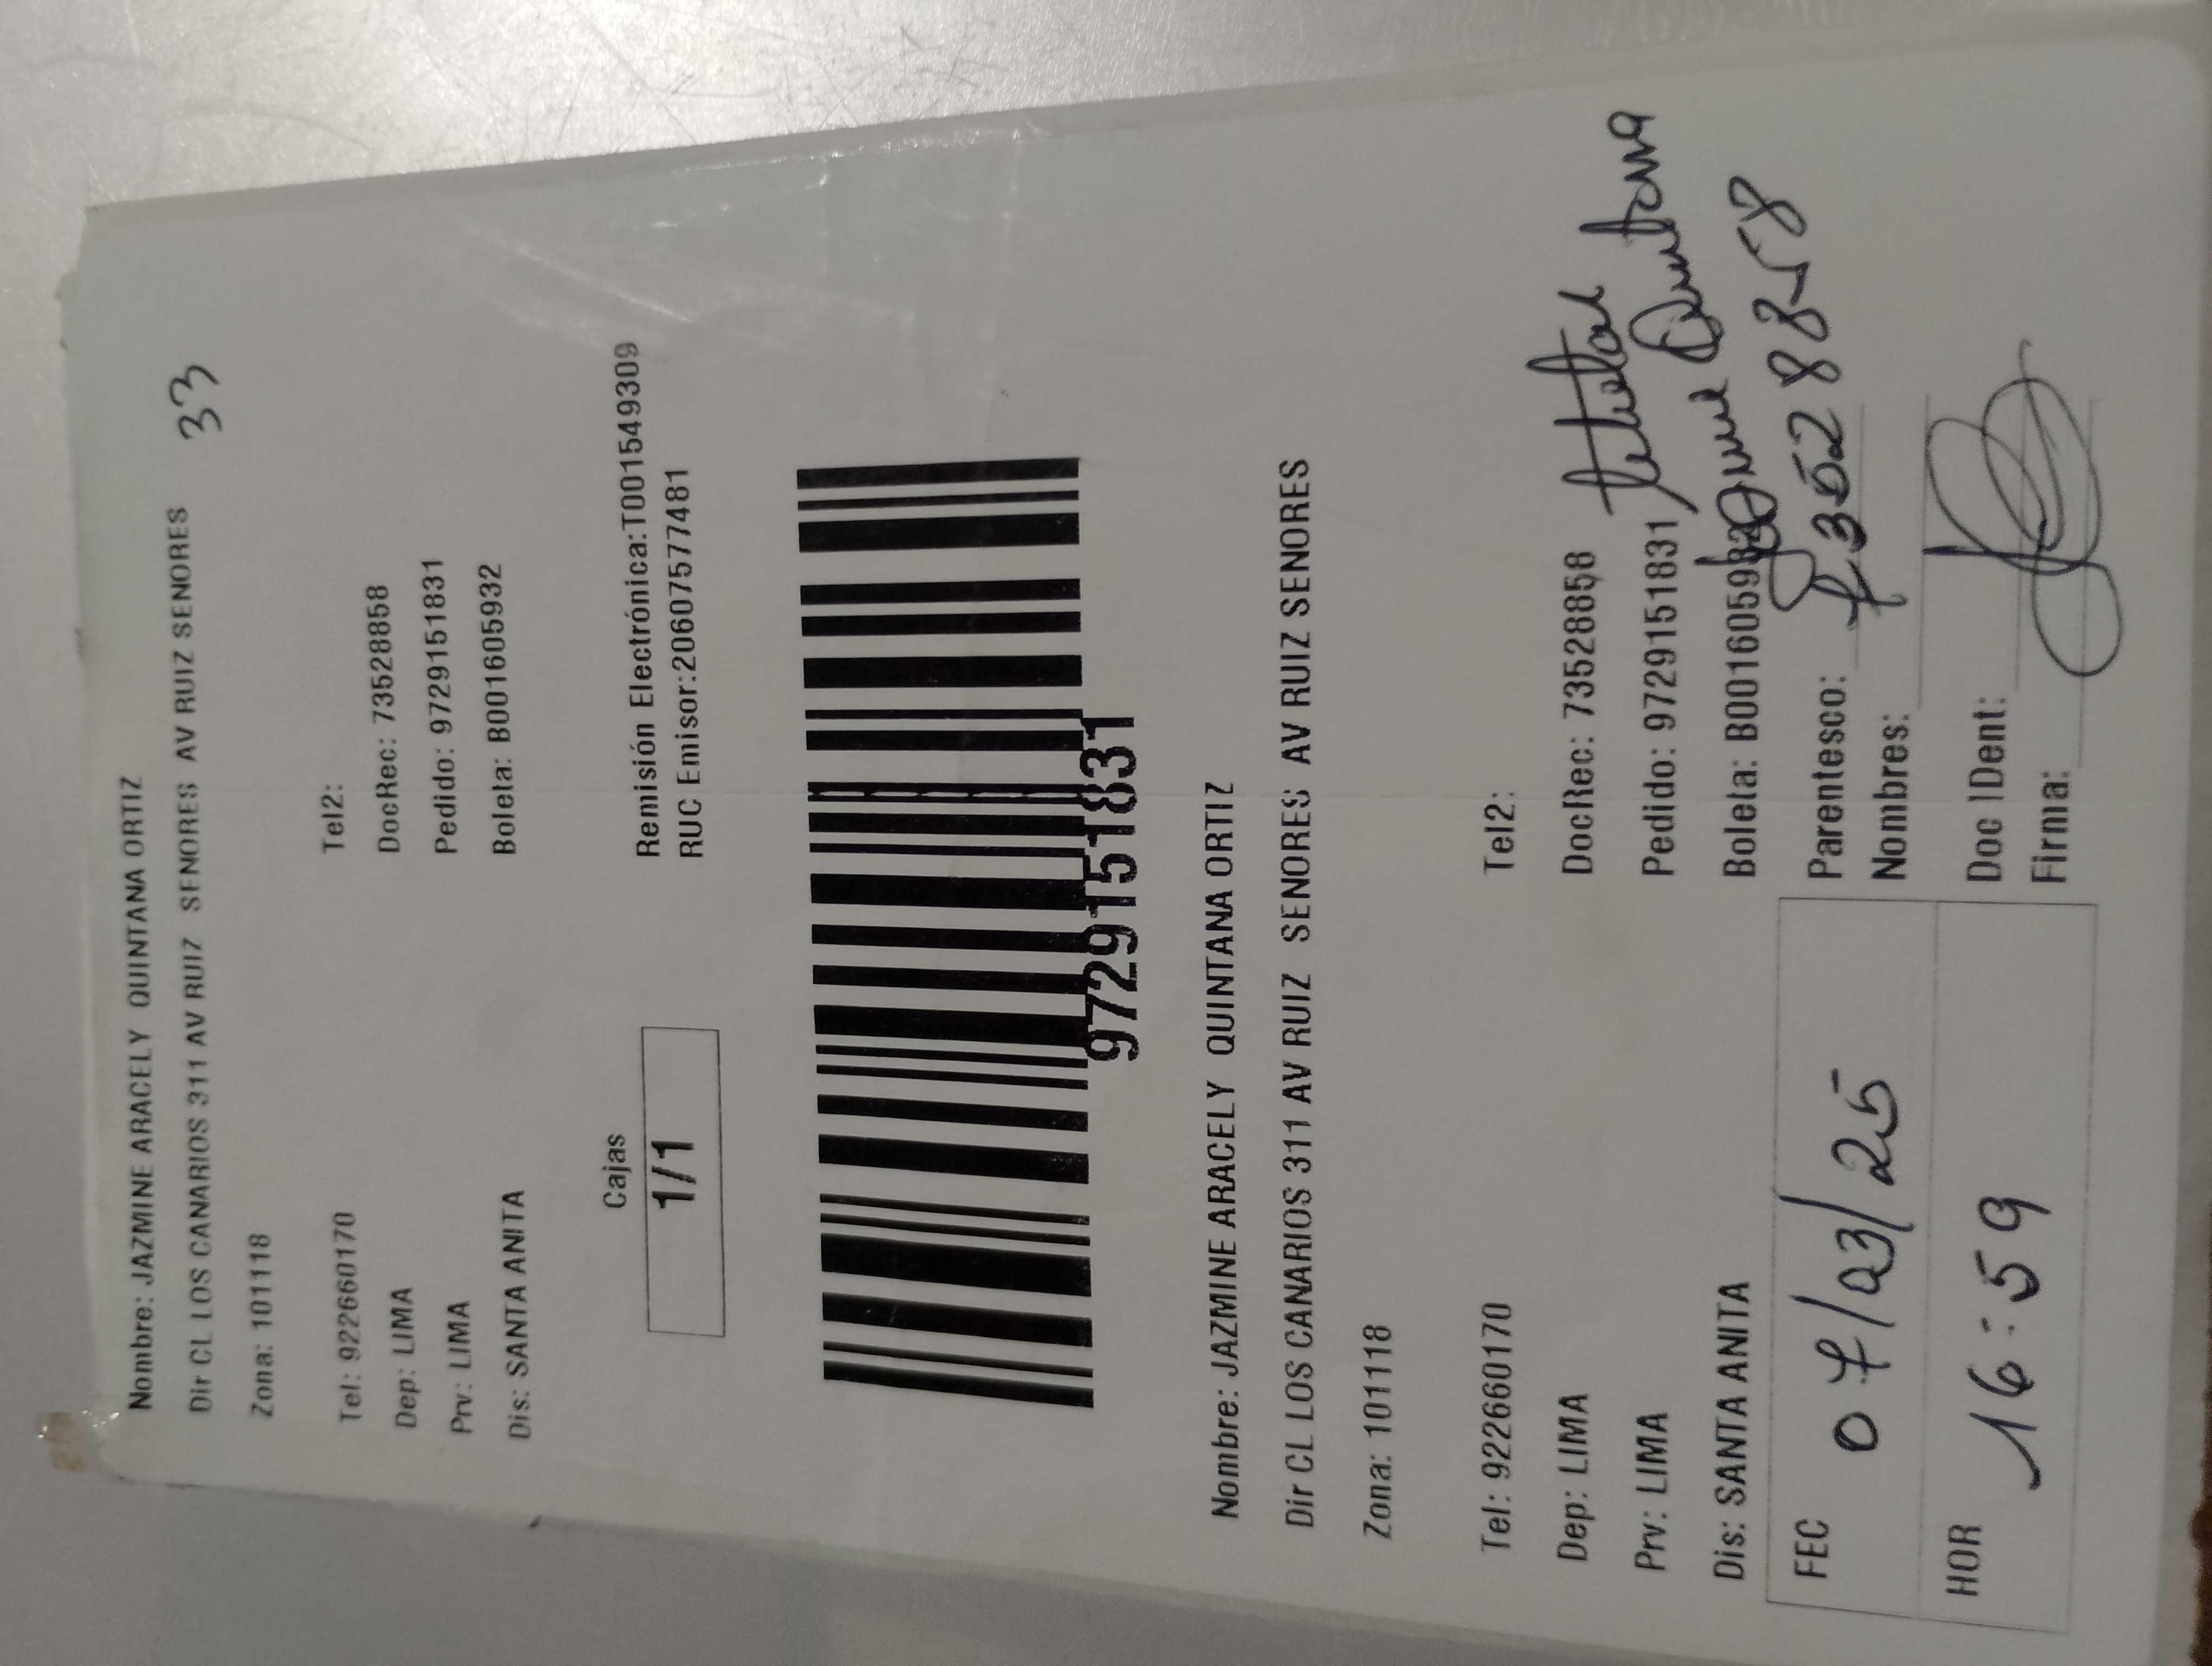 Nombre: JAZMINE ARACELY QUINTANA ORTIZ
Dir CL LOS CANARIOS 311 AV RUIZ SENORES AV RUIZ SENORES 33
Zona: 101118
Tel: 922660170 Tel2:
Dep: LIMA DocRec: 73528858
Prv: LIMA Pedido: 9729151831
Dis: SANTA ANITA Boleta: B001605932
Cajas
1/1
Remisión Electrónica:T001549309
RUC Emisor:20607577481
9729151831
Nombre: JAZMINE ARACELY QUINTANA ORTIZ
Dir CL LOS CANARIOS 311 AV RUIZ SENORES AV RUIZ SENORES
Zona: 101118
Tel: 922660170 Tel2:
Dep: LIMA DocRec: 73528858
Prv: LIMA Pedido: 9729151831
Dis: SANTA ANITA Boleta: B001605932
titular
Quintana
73528858
FEC 07/03/25
HOR 16:59
Parentesco:
Nombres:
Doc IDent:
Firma: